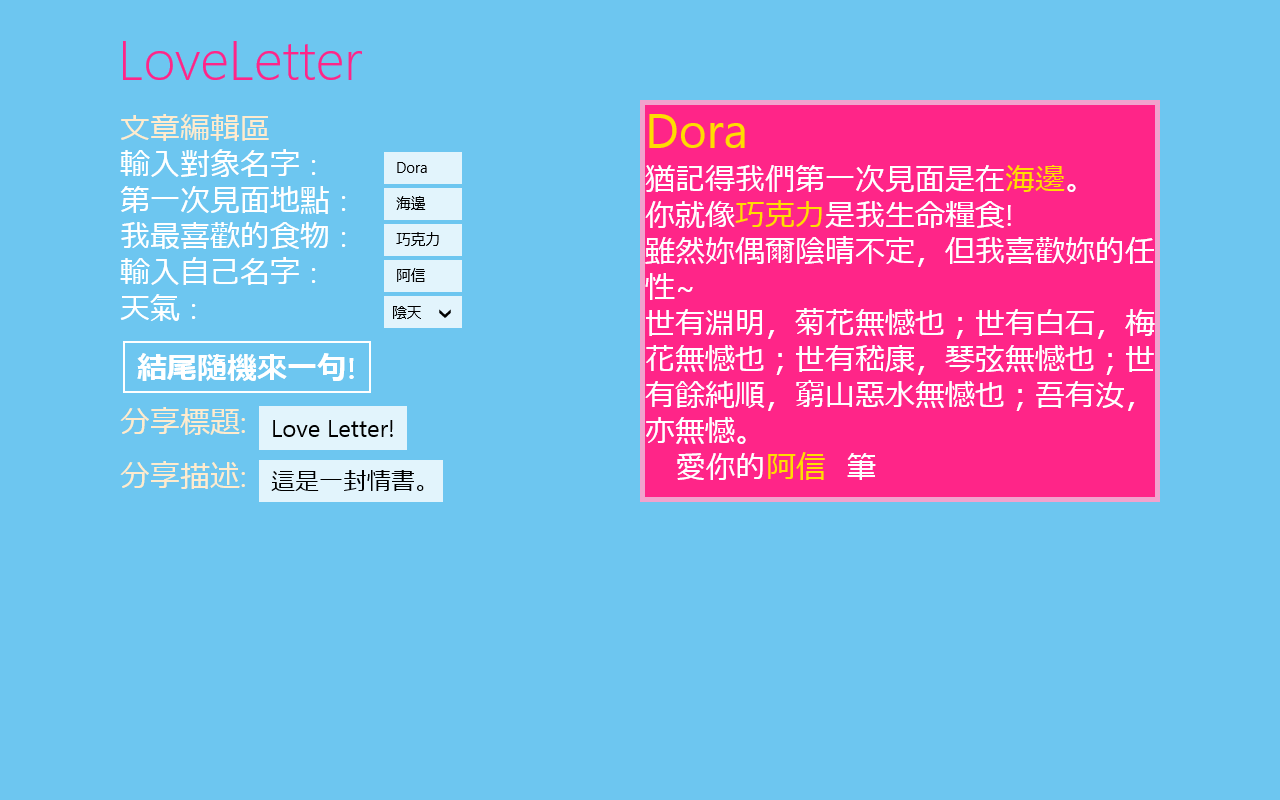 LoveLetter
文章編輯區
輸入對象名字：
Dora
第一次見面地點：
海邊
我最喜歡的食物：
巧克力
輸入自己名字：
阿信
天氣：
陰天
結尾隨機來一句!
分享標題:
Love Letter!
分享描述:
這是一封情書。
Dora
猶記得我們第一次見面是在海邊。
你就像巧克力是我生命糧食!
雖然妳偶爾陰晴不定，但我喜歡妳的任
性~
世有淵明，菊花無憾也；世有白石，梅
花無憾也；世有嵇康，琴弦無憾也；世
有餘純順，窮山惡水無憾也；吾有汝，
亦無憾。
愛你的阿信 筆